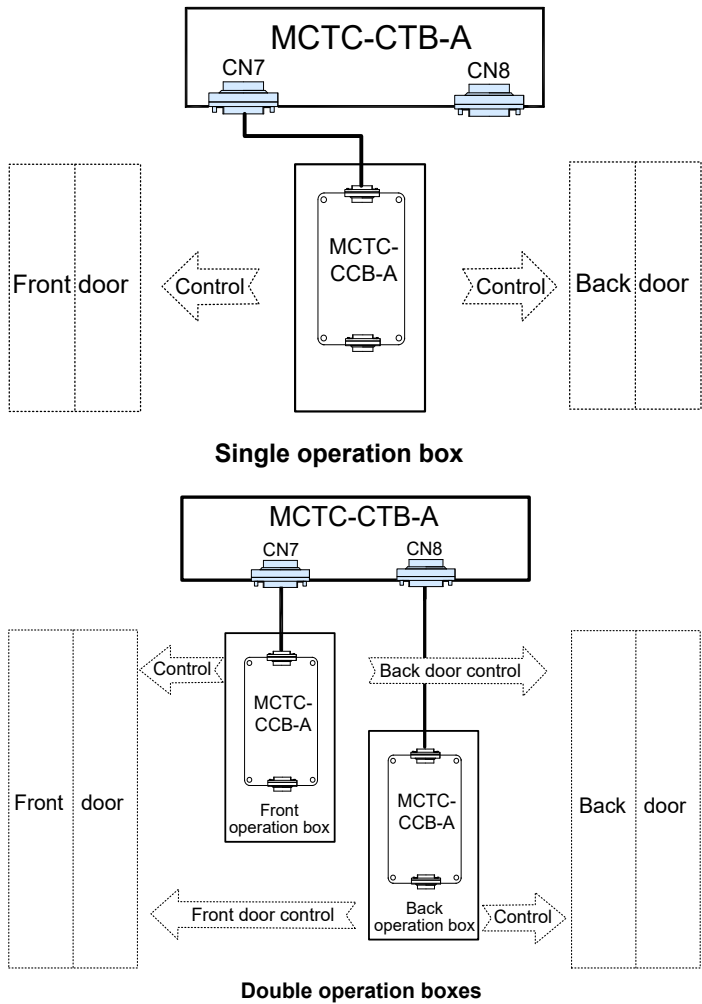 MCTC-CTB-A
CN7
CN8
MCTC-
CCB-A
Front door
Control
Control
Back door
Single operation box
MCTC-CTB-A
CN7
CN8
Control
Back door control
MCTC-
CCB-A
Front
operation box
MCTC-
CCB-A
Front door
Back door
Front door control
Back
operation box
Control
Double operation boxes